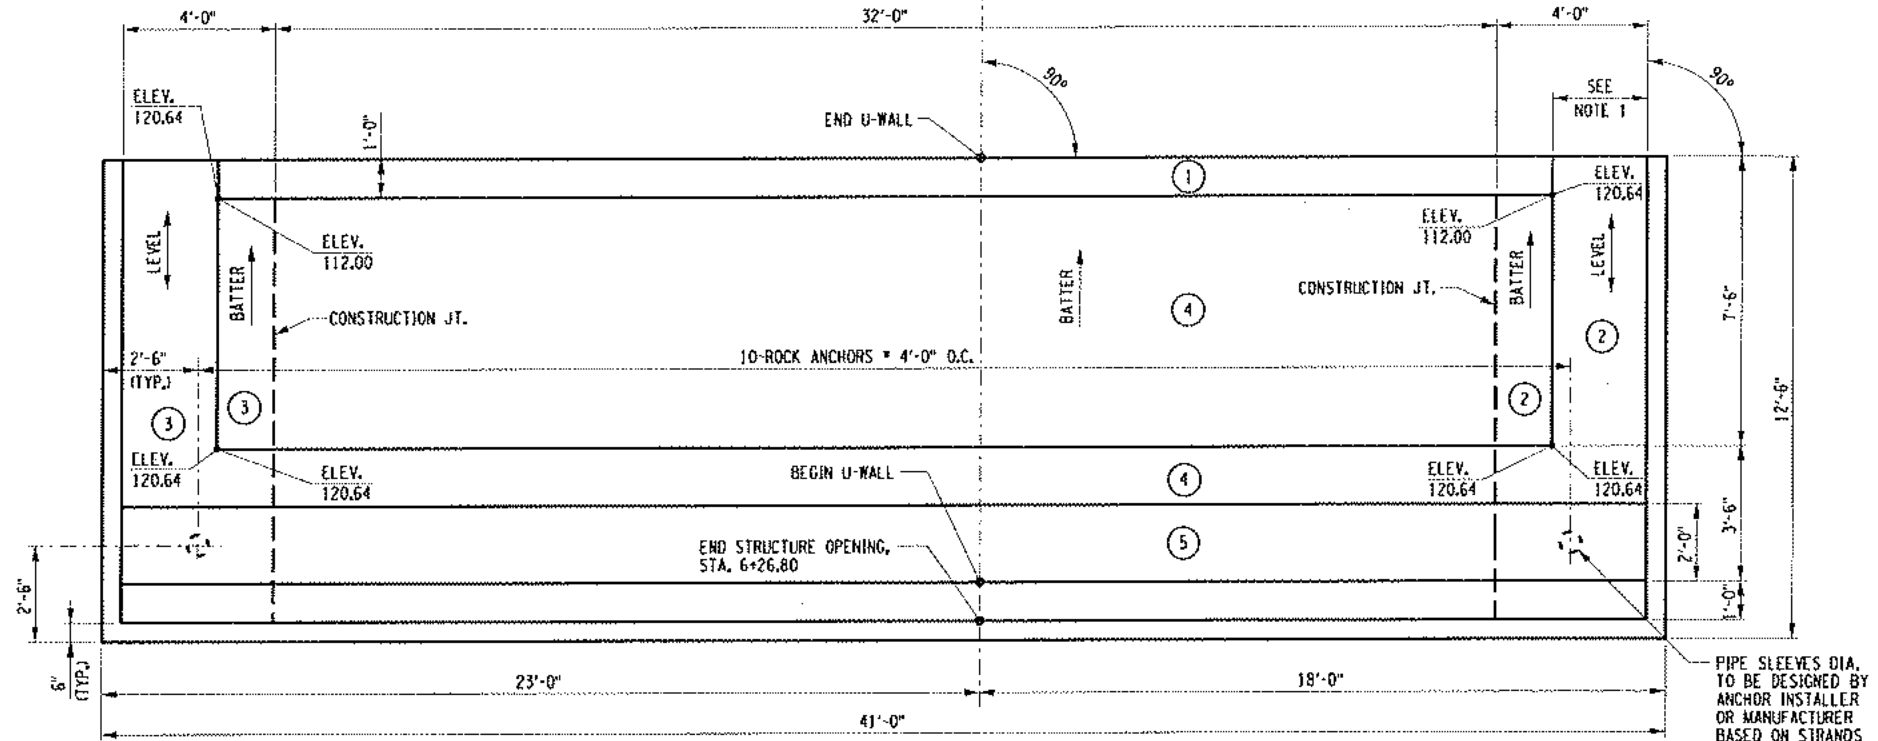 4'-0"
32'-0"
4'-0"
90°
90°
ELEV.
120.64
1'-0"
END U-WALL
SEE
NOTE 1
1
ELEV.
120.64
ELEV.
112.00
ELEV.
112.00
LEVEL
BATTER
BATTER
BATTER
LEVEL
CONSTRUCTION JT.
CONSTRUCTION JT.
4
2
7'-6"
12'-6"
2'-6"
(TYP.)
10-ROCK ANCHORS @ 4'-0" O.C.
3
3
2
ELEV.
120.64
ELEV.
120.64
BEGIN U-WALL
4
ELEV.
120.64
ELEV.
120.64
END STRUCTURE OPENING,
STA. 6+26.80
5
2'-0"
3'-6"
1'-0"
2'-6"
6"
(TYP.)
23'-0"
18'-0"
41'-0"
PIPE SLEEVES DIA.
TO BE DESIGNED BY
ANCHOR INSTALLER
OR MANUFACTURER
BASED ON STRANDS